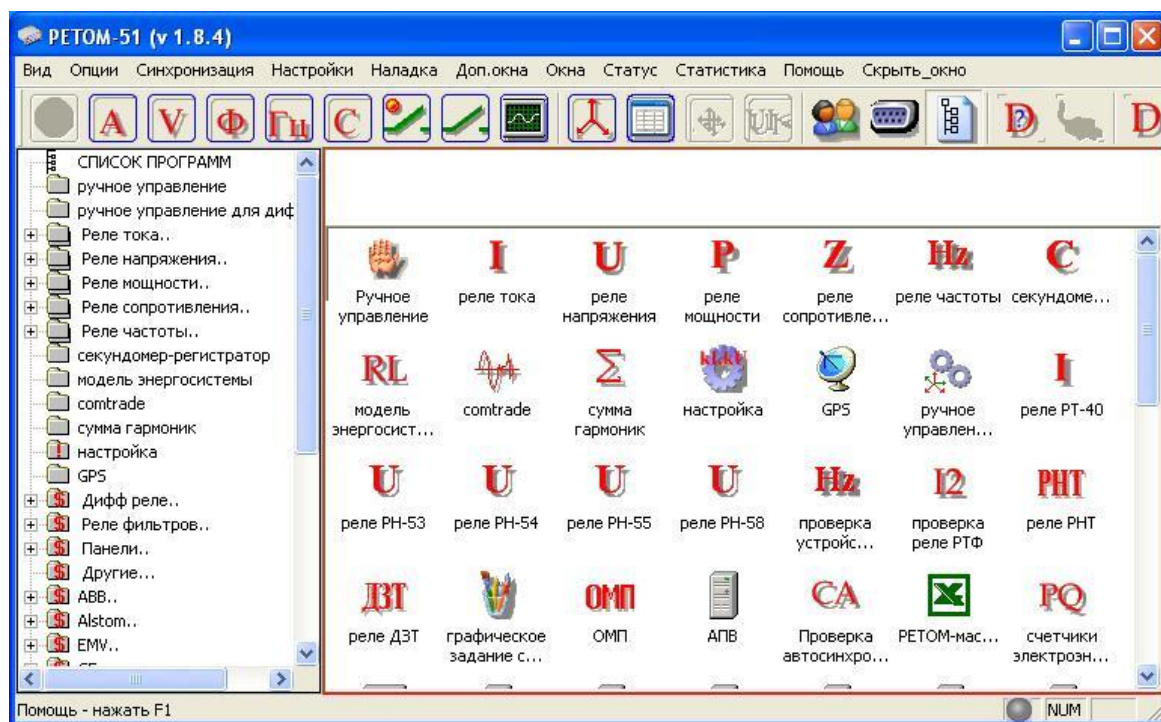 РЕТОМ-51 (v 1.8.4)
Вид Опции Синхронизация Настройки Наладка Доп.окна Окна Статус Статистика Помощь Скрыть_окно
A V Ф Гц C UI D ? D
СПИСОК ПРОГРАММ
ручное управление
ручное управление для диф
Реле тока..
Реле напряжения..
Реле мощности..
Реле сопротивления..
Реле частоты..
секундомер-регистратор
модель энергосистемы
comtrade
сумма гармоник
настройка
GPS
Дифф реле..
Реле фильтров..
Панели..
Другие...
ABB..
Alstom..
EMV..
I U P Z Hz C
Ручное управление
реле тока
реле напряжения
реле мощности
реле сопротивле...
реле частоты
секундоме...
RL Σ kI,kU I
модель энергосист...
comtrade
сумма гармоник
настройка
GPS
ручное управлен...
реле РТ-40
U U U U Hz I2 РНТ
реле РН-53
реле РН-54
реле РН-55
реле РН-58
проверка устройс...
проверка реле РТФ
реле РНТ
ДЗТ ОМП CA PQ
реле ДЗТ
графическое задание с...
ОМП
АПВ
Проверка автосинхро...
РЕТОМ-мас...
счетчики электроэн...
Помощь - нажать F1
NUM